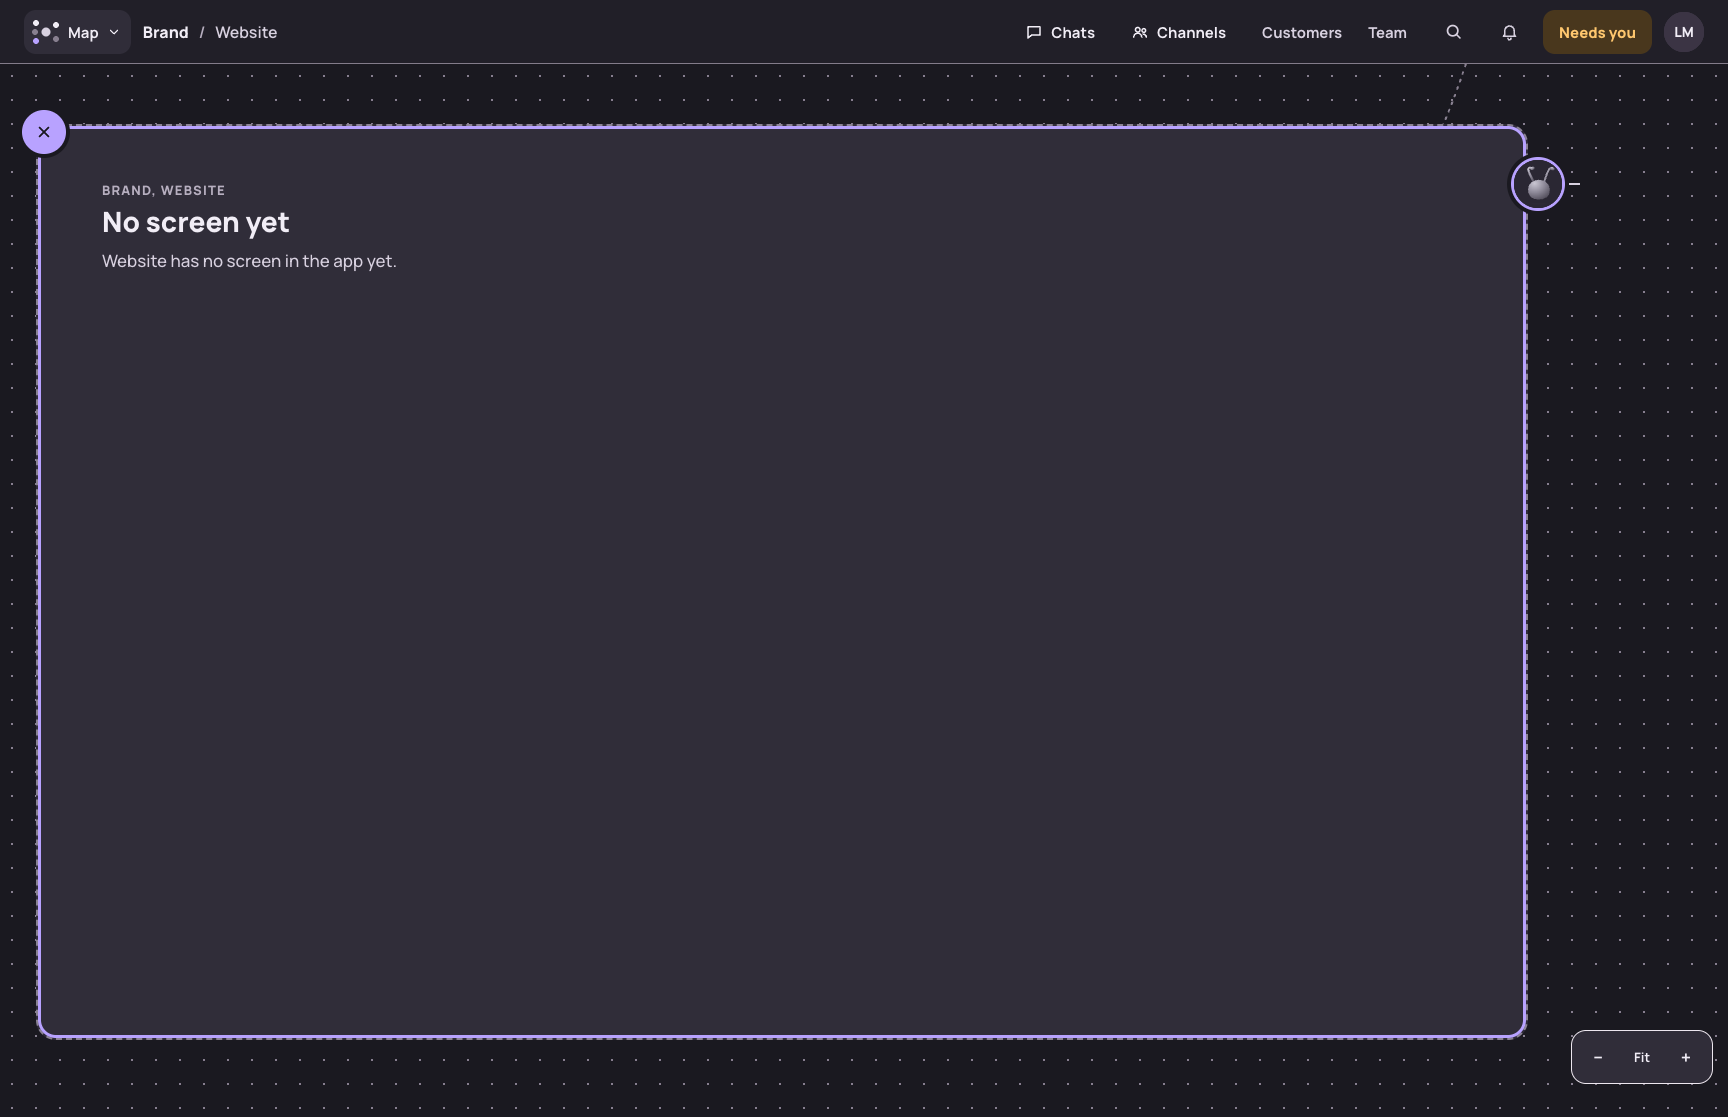 Map
Brand / Website
Chats
Channels
Customers
Team
Needs you
LM
BRAND, WEBSITE
No screen yet
Website has no screen in the app yet.
− Fit +